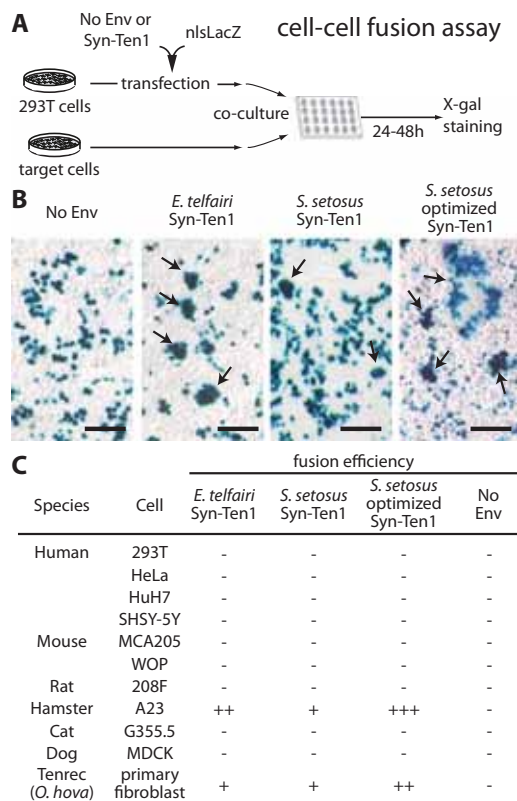 A
No Env or
Syn-Ten1
nlsLacZ
cell-cell fusion assay
293T cells
transfection
co-culture
24-48h
X-gal
staining
target cells
B
No Env
E. telfairi
Syn-Ten1
S. setosus
Syn-Ten1
S. setosus
optimized
Syn-Ten1
C
fusion efficiency
Species Cell E. telfairi Syn-Ten1 S. setosus Syn-Ten1 S. setosus optimized Syn-Ten1 No Env
Human 293T - - - -
HeLa - - - -
HuH7 - - - -
SHSY-5Y - - - -
Mouse MCA205 - - - -
WOP - - - -
Rat 208F - - - -
Hamster A23 ++ + +++ -
Cat G355.5 - - - -
Dog MDCK - - - -
Tenrec (O. hova) primary fibroblast + + ++ -